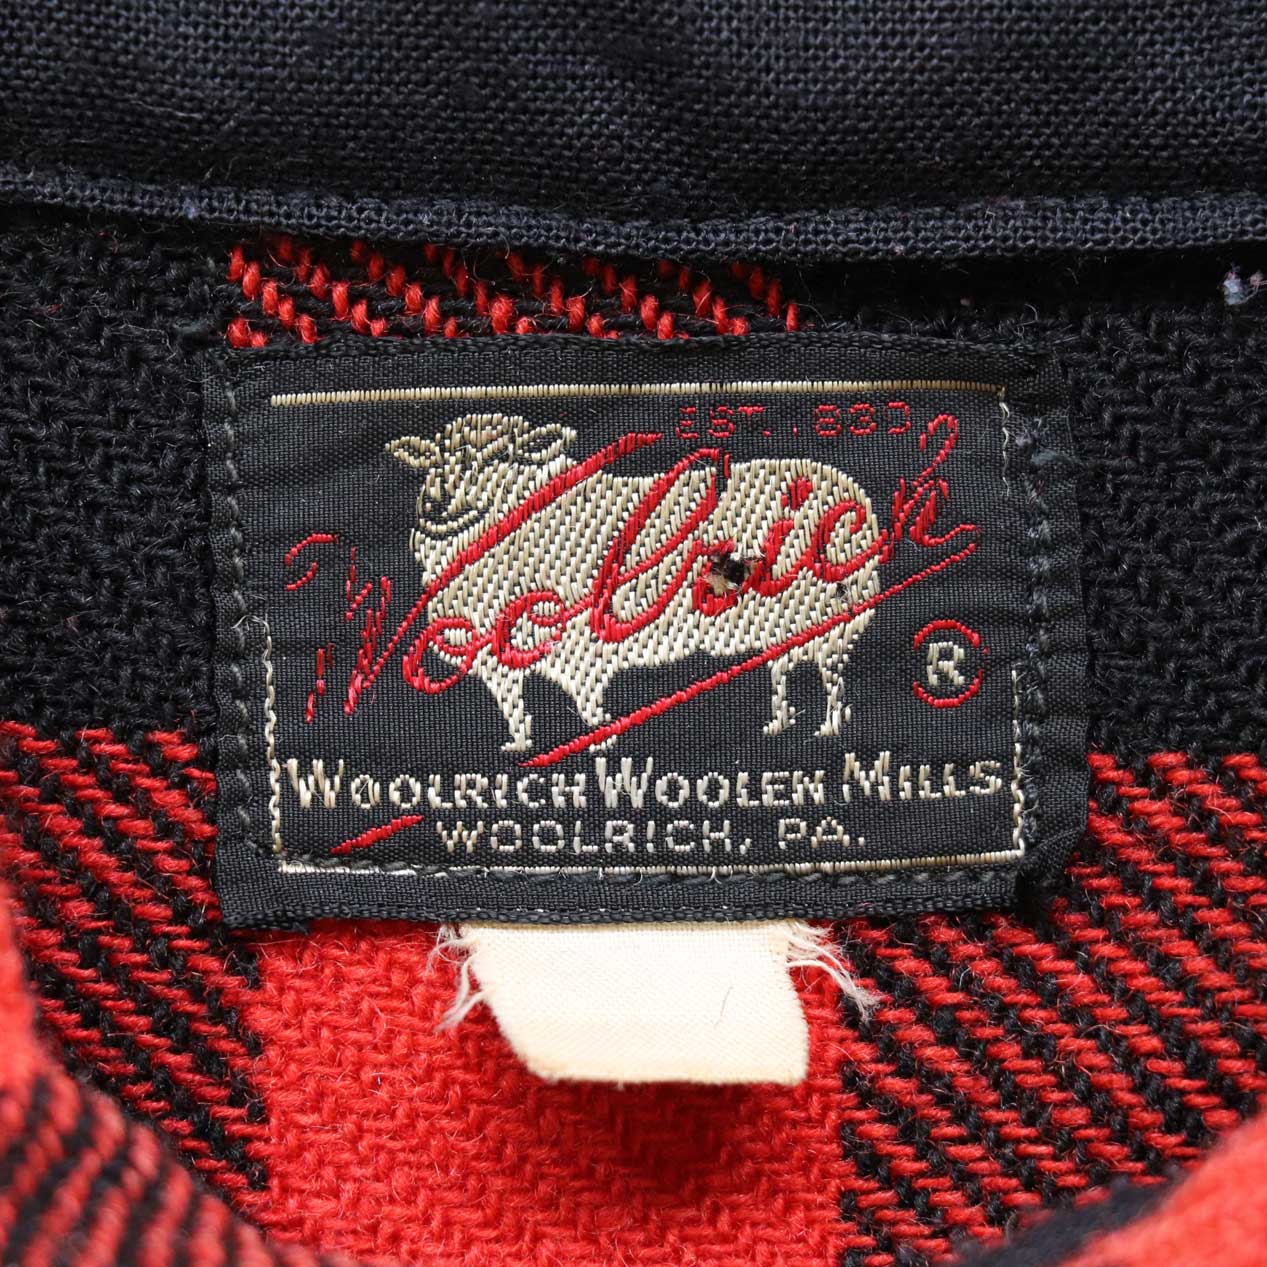 EST. 1830
Woolrich
®
WOOLRICH WOOLEN MILLS
WOOLRICH, PA.